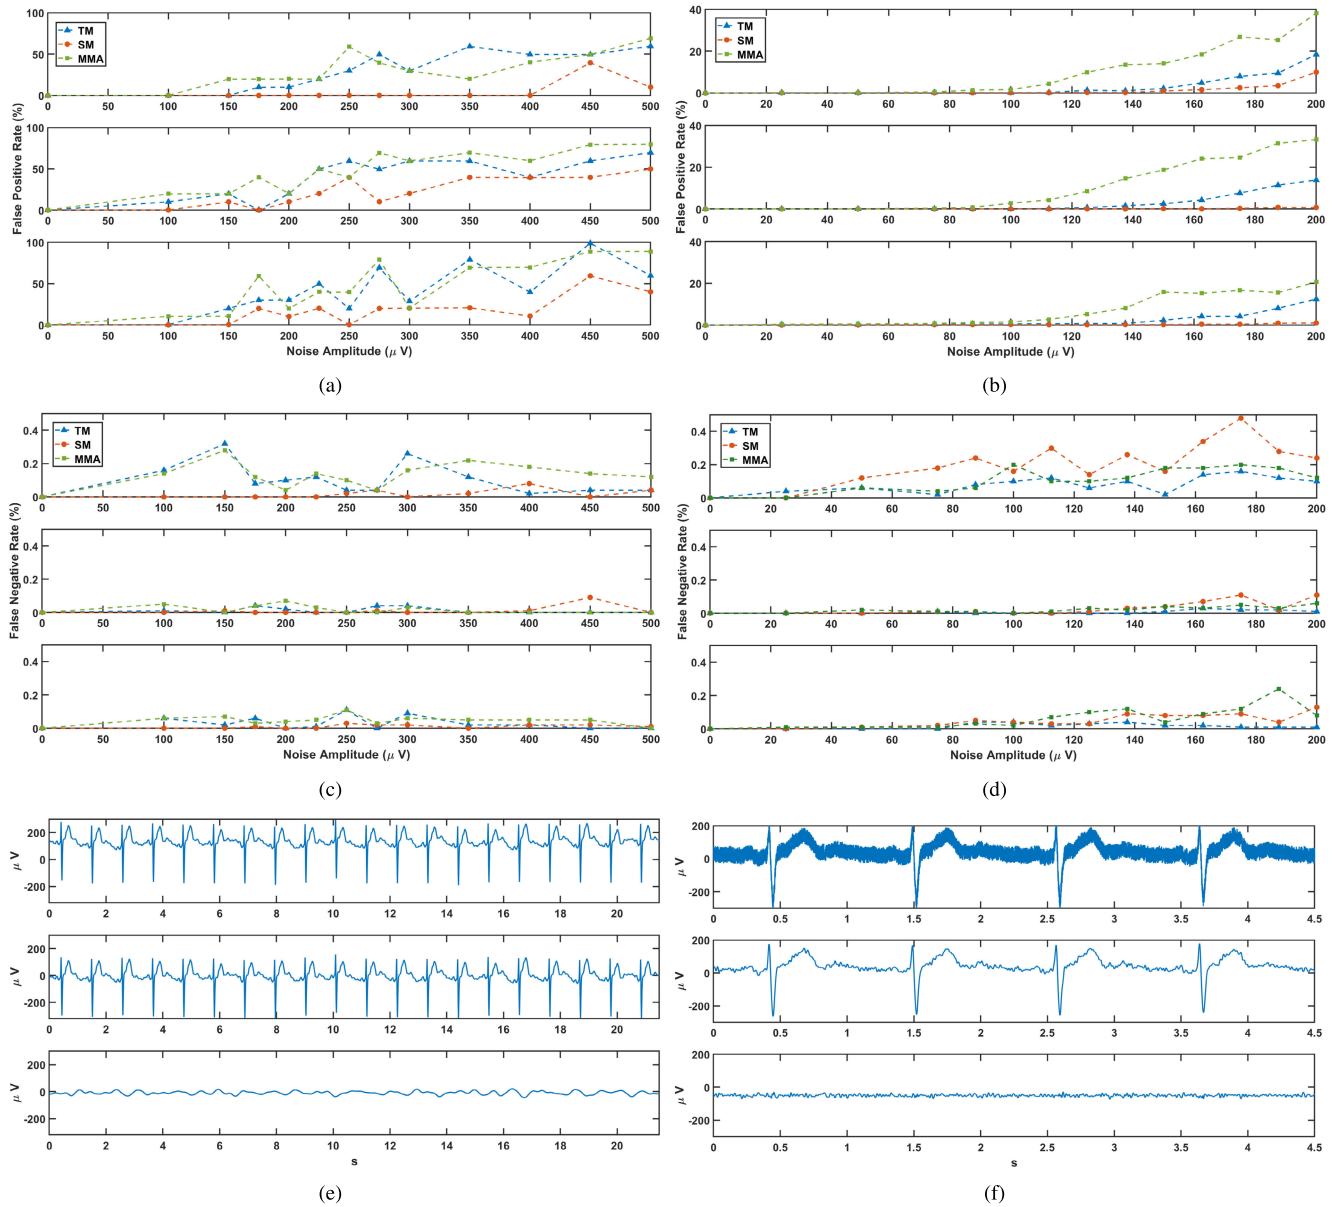 100
50
0
0 50 100 150 200 250 300 350 400 450 500
TM
SM
MMA
False Positive Rate (%)
100
50
0
0 50 100 150 200 250 300 350 400 450 500
100
50
0
0 50 100 150 200 250 300 350 400 450 500
Noise Amplitude (μ V)
(a)
40
20
0
0 20 40 60 80 100 120 140 160 180 200
TM
SM
MMA
False Positive Rate (%)
40
20
0
0 20 40 60 80 100 120 140 160 180 200
40
20
0
0 20 40 60 80 100 120 140 160 180 200
Noise Amplitude (μ V)
(b)
0.4
0.2
0
0 50 100 150 200 250 300 350 400 450 500
TM
SM
MMA
False Negative Rate (%)
0.4
0.2
0
0 50 100 150 200 250 300 350 400 450 500
0.4
0.2
0
0 50 100 150 200 250 300 350 400 450 500
Noise Amplitude (μ V)
(c)
0.4
0.2
0
0 20 40 60 80 100 120 140 160 180 200
TM
SM
MMA
False Negative Rate (%)
0.4
0.2
0
0 20 40 60 80 100 120 140 160 180 200
0.4
0.2
0
0 20 40 60 80 100 120 140 160 180 200
Noise Amplitude (μ V)
(d)
200
0
-200
μ V
0 2 4 6 8 10 12 14 16 18 20
200
0
-200
μ V
0 2 4 6 8 10 12 14 16 18 20
200
0
-200
μ V
0 2 4 6 8 10 12 14 16 18 20
s
(e)
200
0
-200
μ V
0 0.5 1 1.5 2 2.5 3 3.5 4 4.5
200
0
-200
μ V
0 0.5 1 1.5 2 2.5 3 3.5 4 4.5
200
0
-200
μ V
0 0.5 1 1.5 2 2.5 3 3.5 4 4.5
s
(f)